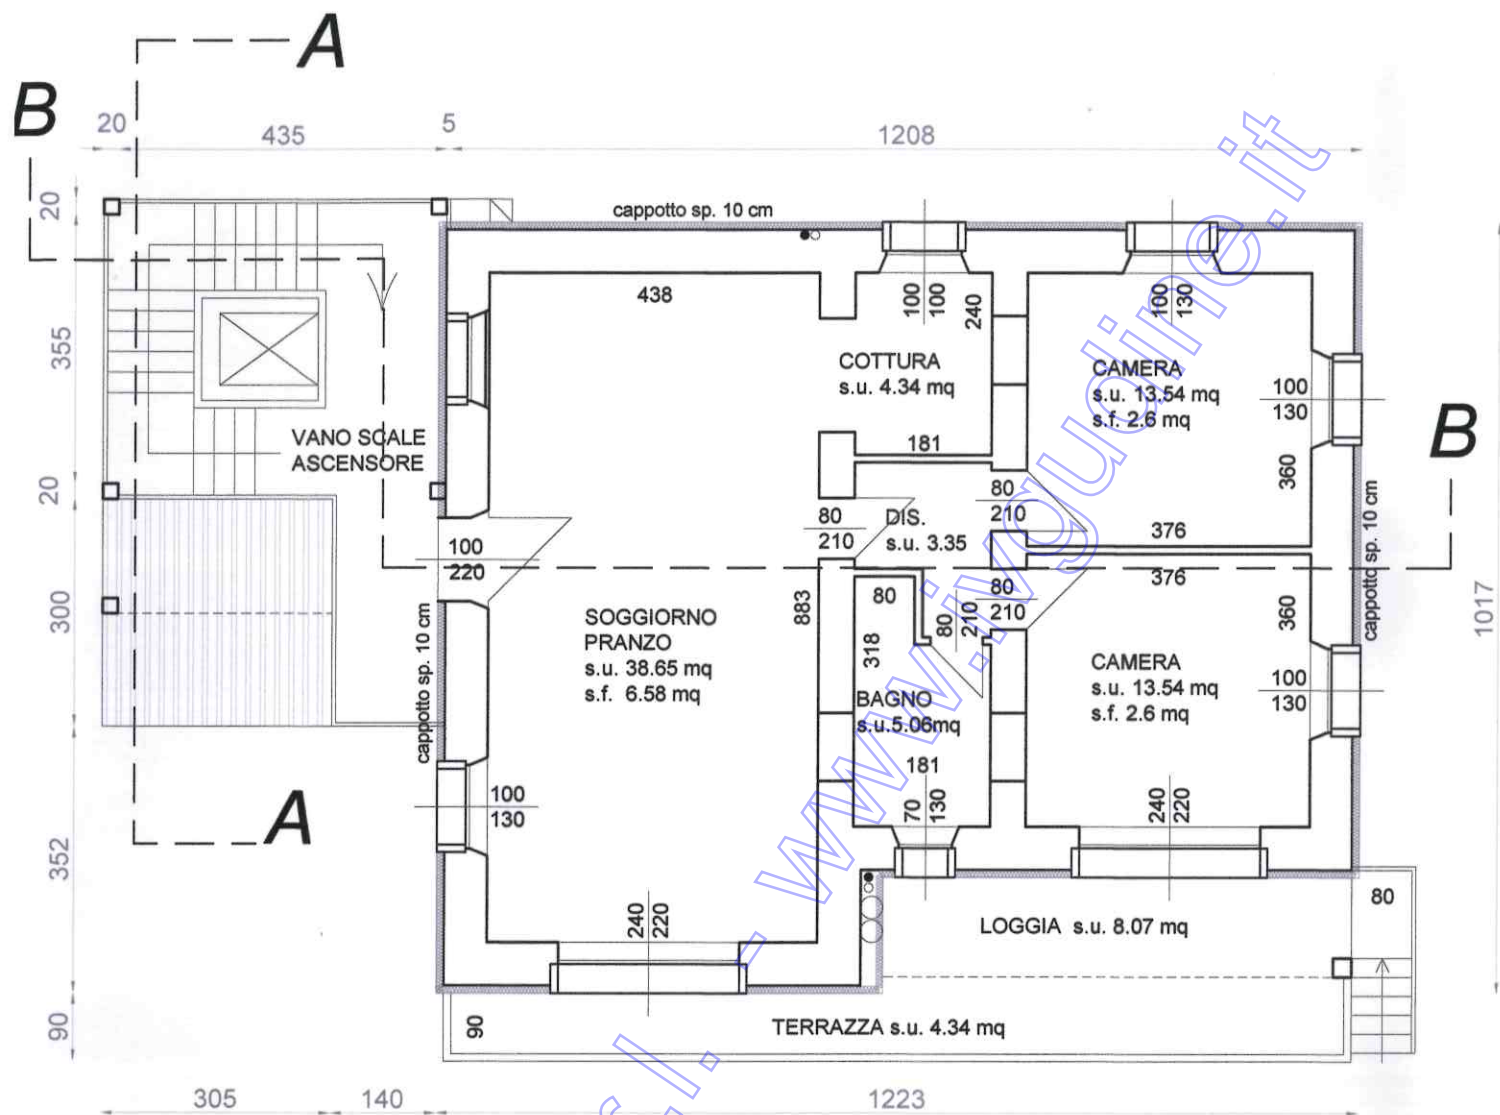 A
B
20
435
5
1208
20
cappotto sp. 10 cm
438
100
100
240
100
130
355
COTTURA
s.u. 4.34 mq
CAMERA
s.u. 13.54 mq
s.f. 2.6 mq
100
130
B
VANO SCALE
ASCENSORE
181
360
20
80
210
DIS.
s.u. 3.35
80
210
376
cappotto sp. 10 cm
100
220
376
300
cappotto sp. 10 cm
SOGGIORNO
PRANZO
s.u. 38.65 mq
s.f. 6.58 mq
883
80
318
80
210
80
210
360
1017
CAMERA
s.u. 13.54 mq
s.f. 2.6 mq
100
130
BAGNO
s.u.5.06mq
181
70
130
240
220
100
130
A
352
240
220
80
LOGGIA s.u. 8.07 mq
90
90
TERRAZZA s.u. 4.34 mq
305
140
1223
f.l. - www.ivgudine.it